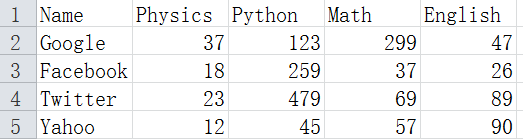 1 Name Physics Python Math English
2 Google 37 123 299 47
3 Facebook 18 259 37 26
4 Twitter 23 479 69 89
5 Yahoo 12 45 57 90